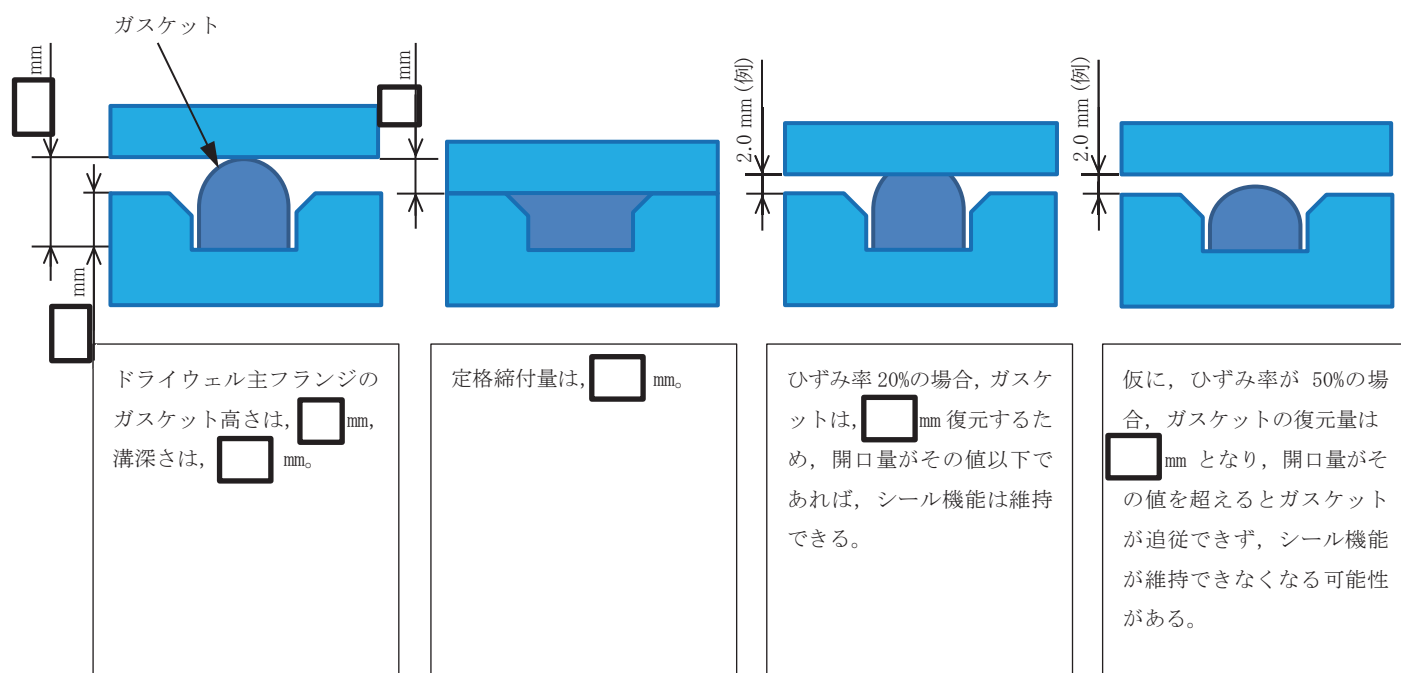 ガスケット
mm
mm
mm
2.0 mm (例)
2.0 mm (例)
ドライウェル主フランジの
ガスケット高さは, mm,
溝深さは, mm。
定格締付量は, mm。
ひずみ率 20%の場合, ガスケ
ットは, mm 復元するた
め, 開口量がその値以下で
あれば, シール機能は維持
できる。
仮に, ひずみ率が 50%の場
合, ガスケットの復元量は
mm となり, 開口量がそ
の値を超えるとガスケット
が追従できず, シール機能
が維持できなくなる可能性
がある。